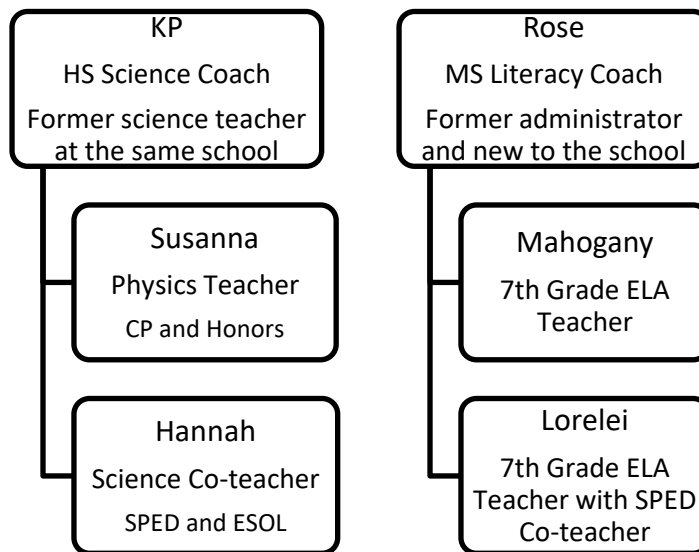 KP
HS Science Coach
Former science teacher
at the same school
Susanna
Physics Teacher
CP and Honors
Hannah
Science Co-teacher
SPED and ESOL
Rose
MS Literacy Coach
Former administrator
and new to the school
Mahogany
7th Grade ELA
Teacher
Lorelei
7th Grade ELA
Teacher with SPED
Co-teacher